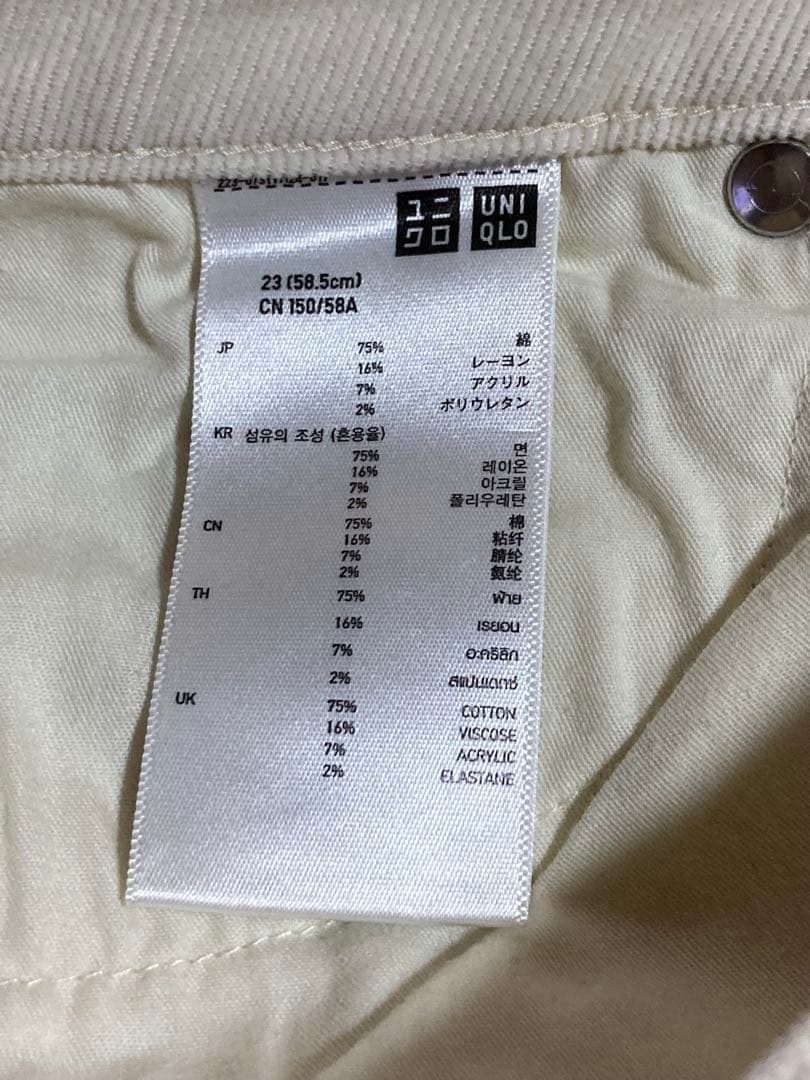 ユニクロ
UNI
QLO
23 (58.5cm)
CN 150/58A
JP 75% 綿
16% レーヨン
7% アクリル
2% ポリウレタン
KR 섬유의 조성 (혼용율)
75% 면
16% 레이온
7% 아크릴
2% 폴리우레탄
CN 75% 棉
16% 粘纤
7% 腈纶
2% 氨纶
TH 75% ฝ้าย
16% เรยอน
7% อะคริลิก
2% สแปนเดกซ์
UK 75% COTTON
16% VISCOSE
7% ACRYLIC
2% ELASTANE